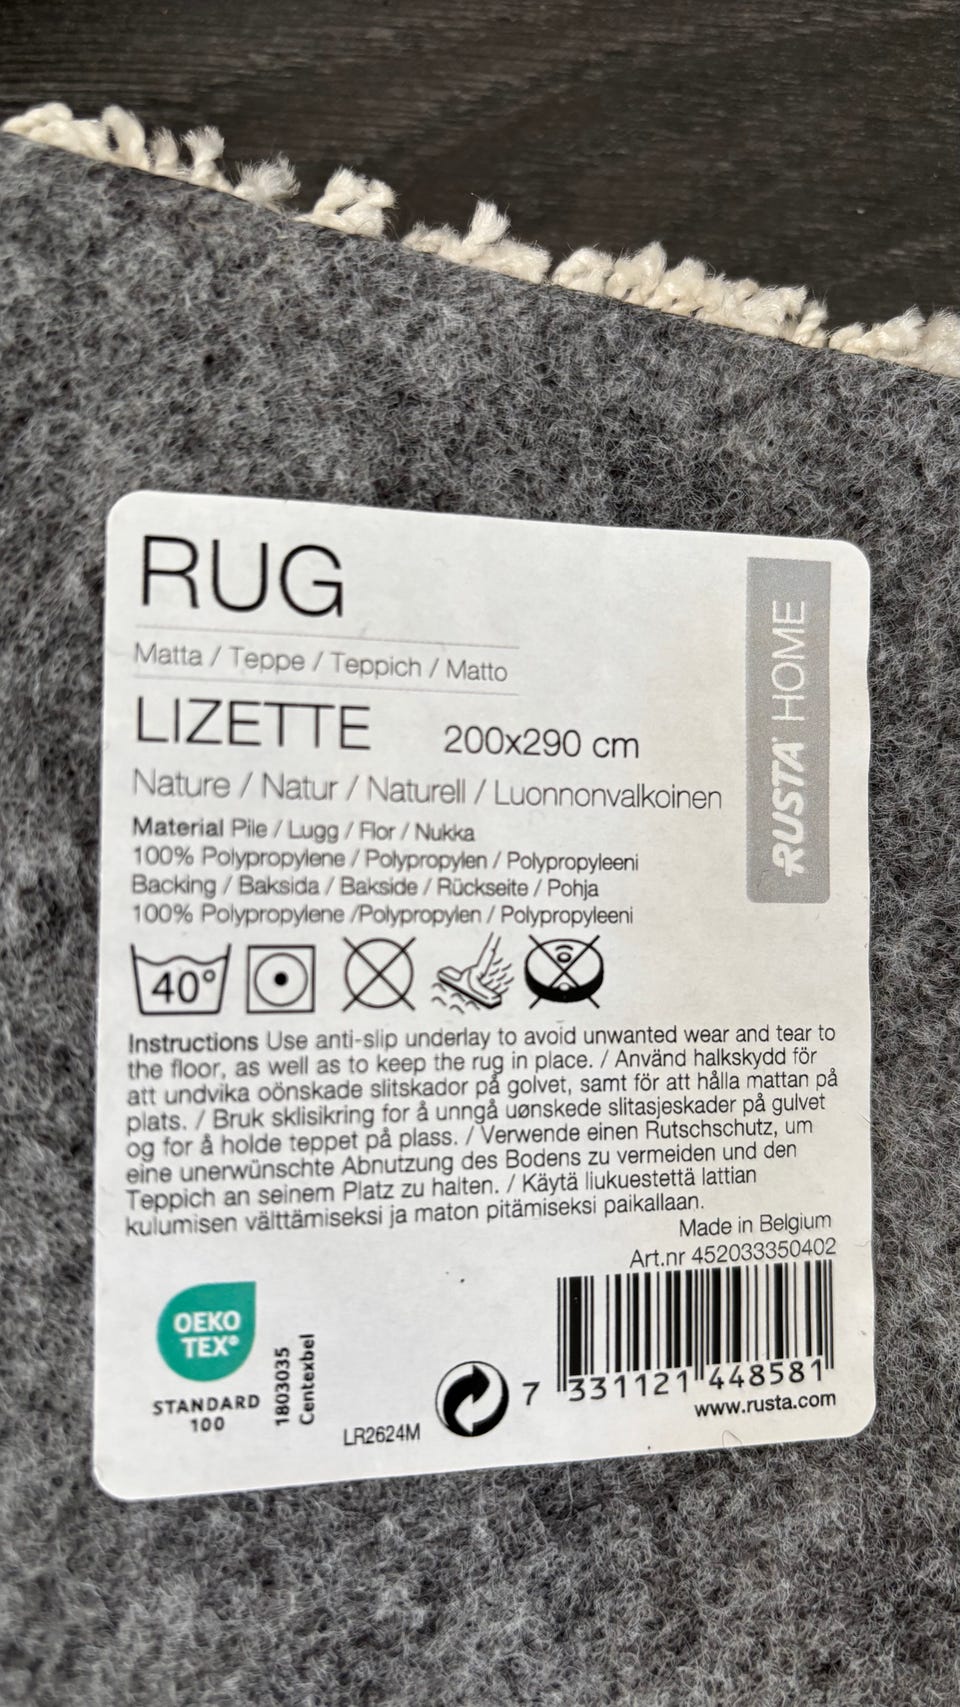 RUG
Matta / Teppe / Teppich / Matto
LIZETTE 200x290 cm
Nature / Natur / Naturell / Luonnonvalkoinen
Material Pile / Lugg / Flor / Nukka
100% Polypropylene / Polypropylen / Polypropyleeni
Backing / Baksida / Bakside / Rückseite / Pohja
100% Polypropylene /Polypropylen / Polypropyleeni
RUSTA HOME
40°
Instructions Use anti-slip underlay to avoid unwanted wear and tear to
the floor, as well as to keep the rug in place. / Använd halkskydd för
att undvika oönskade slitskador på golvet, samt för att hålla mattan på
plats. / Bruk sklisikring for å unngå uønskede slitasjeskader på gulvet
og for å holde teppet på plass. / Verwende einen Rutschschutz, um
eine unerwünschte Abnutzung des Bodens zu vermeiden und den
Teppich an seinem Platz zu halten. / Käytä liukuestettä lattian
kulumisen välttämiseksi ja maton pitämiseksi paikallaan.
Made in Belgium
Art.nr 452033350402
OEKO
TEX®
STANDARD
100
1803035
Centexbel
LR2624M
7 331121 448581
www.rusta.com